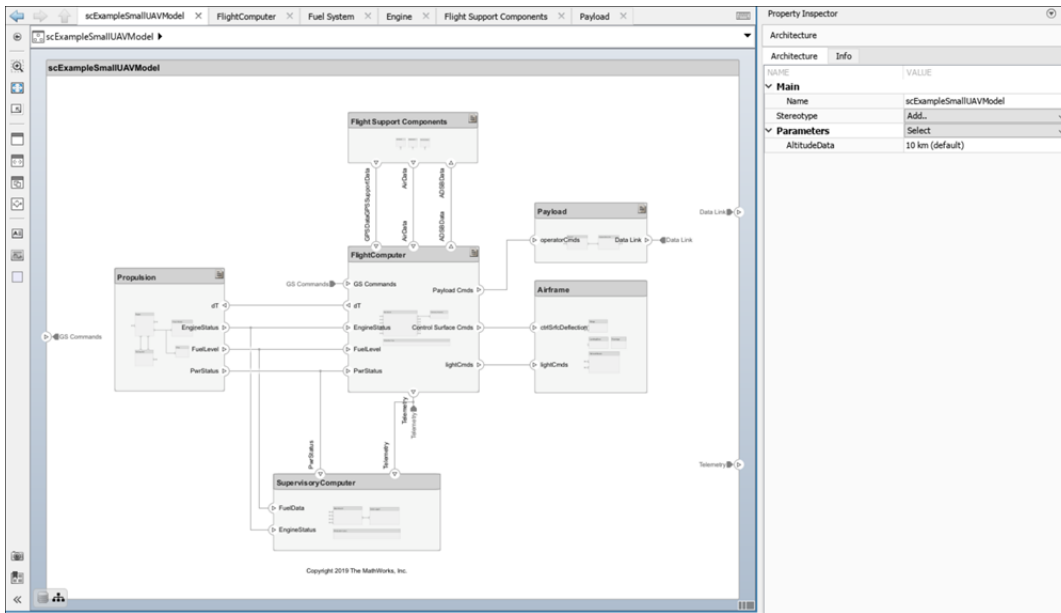 scExampleSmallUAVModel
FlightComputer
Fuel System
Engine
Flight Support Components
Payload
scExampleSmallUAVModel
scExampleSmallUAVModel
Flight Support Components
GPSDataGPSSupportData
AirData
AirData
ADSBData
ADSBData
Payload
operatorCmds
Data Link
Data Link
Data Link
FlightComputer
GS Commands
GS Commands
Payload Cmds
dT
EngineStatus
Control Surface Cmds
FuelLevel
lightCmds
PwrStatus
Propulsion
dT
EngineStatus
FuelLevel
PwrStatus
GS Commands
Airframe
ctrlSrfcDeflection
lightCmds
Telemetry
Telemetry
PwrStatus
Telemetry
Telemetry
SupervisoryComputer
FuelData
EngineStatus
Copyright 2019 The MathWorks, Inc.
Property Inspector
Architecture
Architecture Info
NAME VALUE
Main
Name scExampleSmallUAVModel
Stereotype Add..
Parameters Select
AltitudeData 10 km (default)